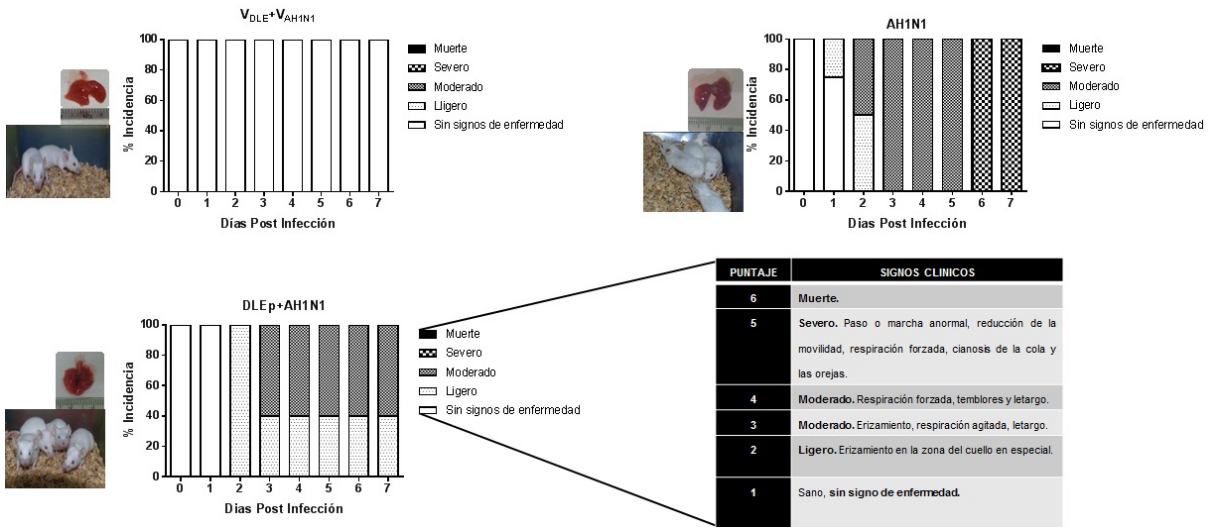 V_DLE+V_AH1N1
100
80
60
40
20
0
% Incidencia
0 1 2 3 4 5 6 7
Días Post Infección
Muerte
Severo
Moderado
Lligero
Sin signos de enfermedad
AH1N1
100
80
60
40
20
0
% Incidencia
0 1 2 3 4 5 6 7
Dias Post Infección
Muerte
Severo
Moderado
Ligero
Sin signos de enfermedad
DLEp+AH1N1
100
80
60
40
20
0
% Incidencia
0 1 2 3 4 5 6 7
Dias Post Infección
Muerte
Severo
Moderado
Ligero
Sin signos de enfermedad
PUNTAJE SIGNOS CLINICOS
6 Muerte.
5 Severo. Paso o marcha anormal, reducción de la
movilidad, respiración forzada, cianosis de la cola y
las orejas.
4 Moderado. Respiración forzada, temblores y letargo.
3 Moderado. Erizamiento, respiración agitada, letargo.
2 Ligero. Erizamiento en la zona del cuello en especial.
1 Sano, sin signo de enfermedad.